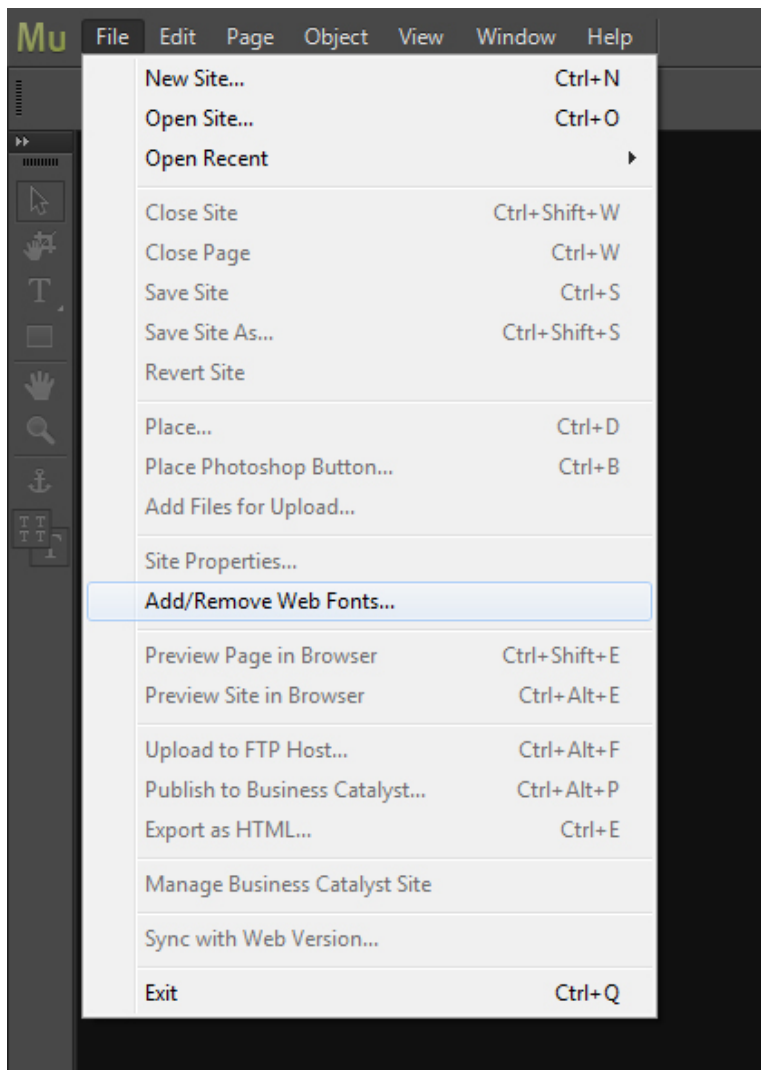 Mu File Edit Page Object View Window Help
New Site... Ctrl+N
Open Site... Ctrl+O
Open Recent
Close Site Ctrl+Shift+W
Close Page Ctrl+W
Save Site Ctrl+S
Save Site As... Ctrl+Shift+S
Revert Site
Place... Ctrl+D
Place Photoshop Button... Ctrl+B
Add Files for Upload...
Site Properties...
Add/Remove Web Fonts...
Preview Page in Browser Ctrl+Shift+E
Preview Site in Browser Ctrl+Alt+E
Upload to FTP Host... Ctrl+Alt+F
Publish to Business Catalyst... Ctrl+Alt+P
Export as HTML... Ctrl+E
Manage Business Catalyst Site
Sync with Web Version...
Exit Ctrl+Q